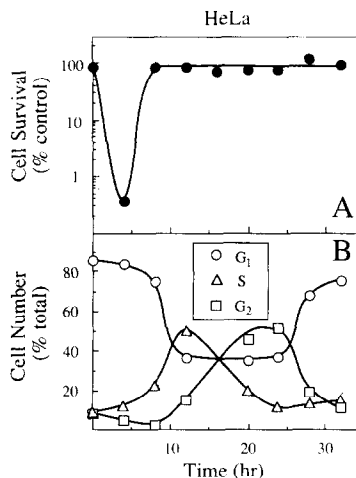 HeLa
Cell Survival
(% control)
100
10
1
A
Cell Number
(% total)
80
60
40
20
B
G1
S
G2
10
20
30
Time (hr)